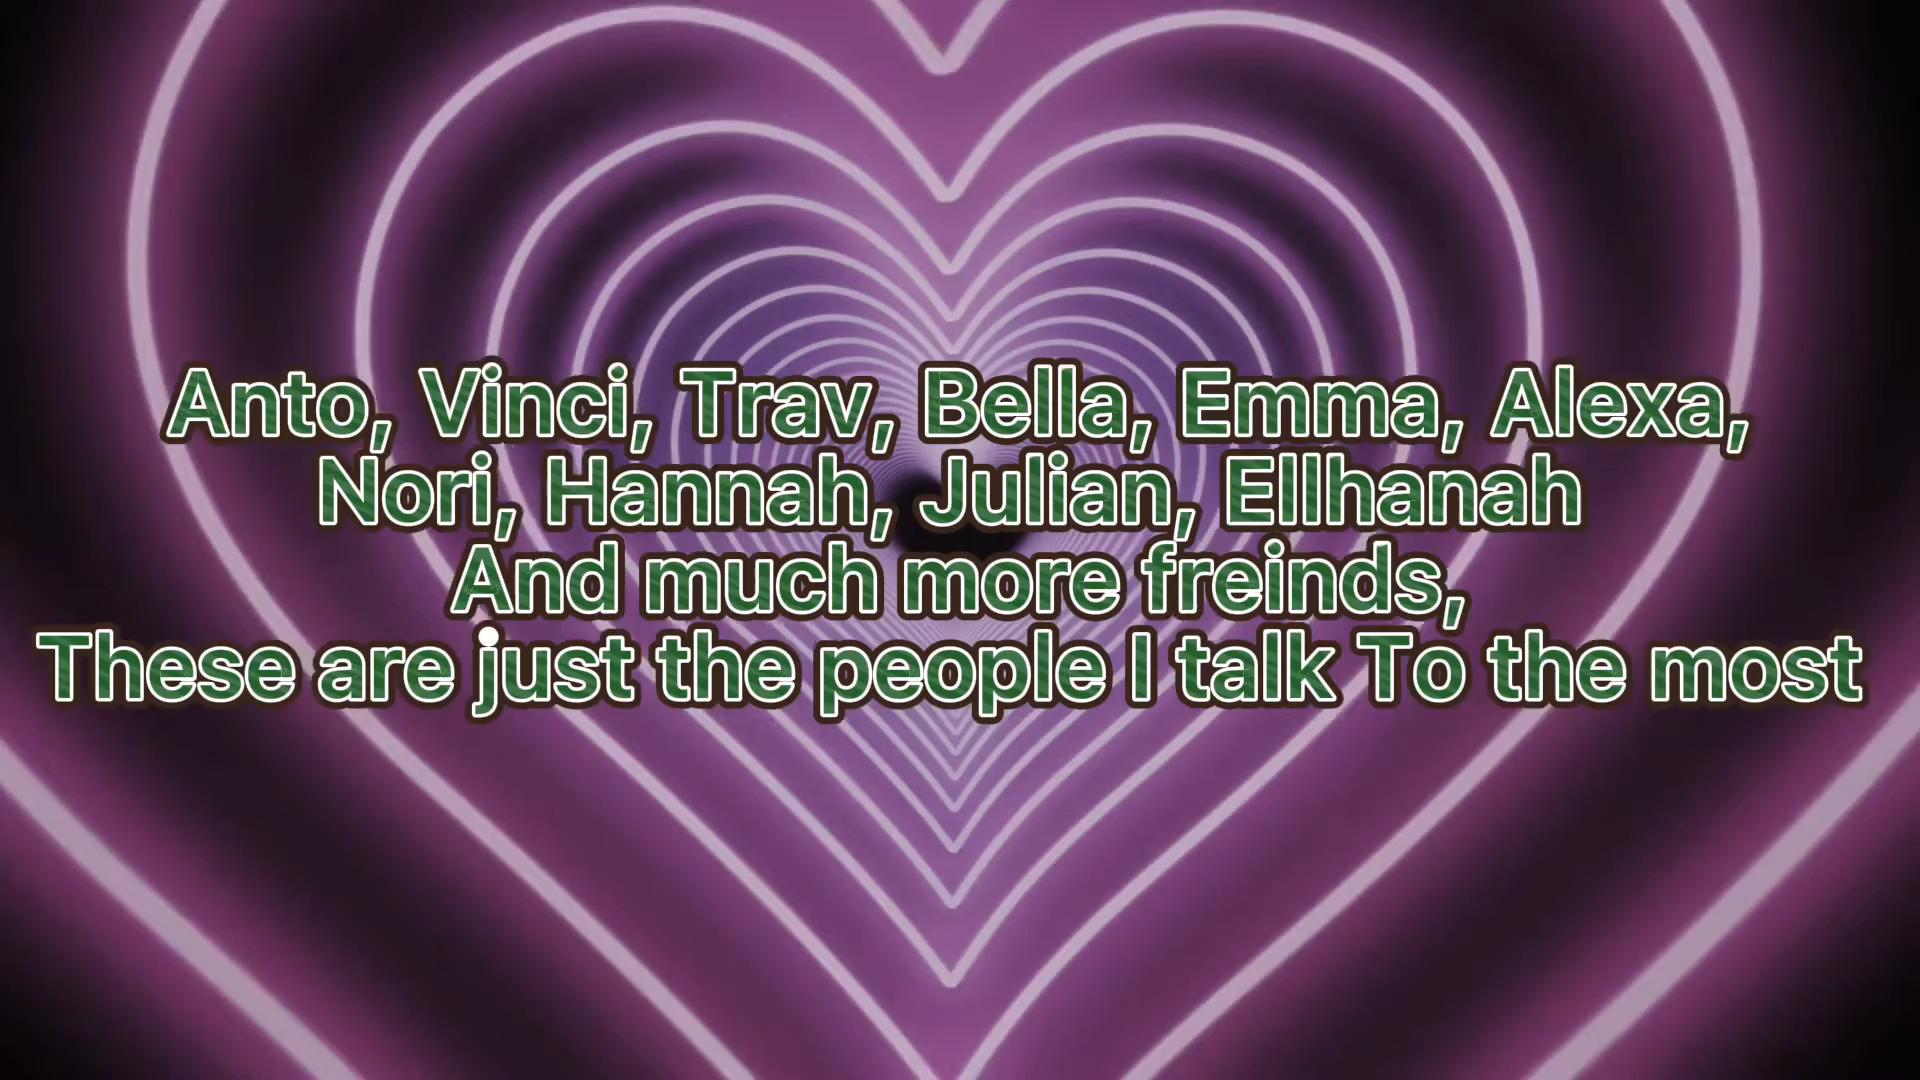 Anto, Vinci, Trav, Bella, Emma, Alexa,
Nori, Hannah, Julian, Ellhanah
And much more freinds,
These are just the people I talk To the most